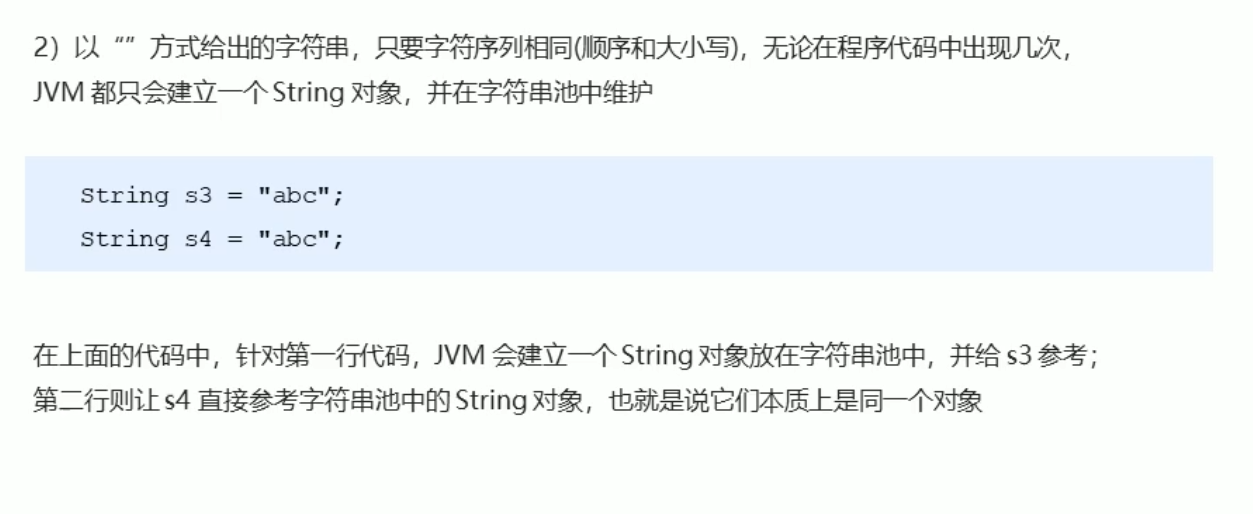 2）以 “” 方式给出的字符串，只要字符序列相同(顺序和大小写)，无论在程序代码中出现几次，
JVM 都只会建立一个 String 对象，并在字符串池中维护
String s3 = "abc";
String s4 = "abc";
在上面的代码中，针对第一行代码，JVM 会建立一个 String 对象放在字符串池中，并给 s3 参考；
第二行则让 s4 直接参考字符串池中的 String 对象，也就是说它们本质上是同一个对象